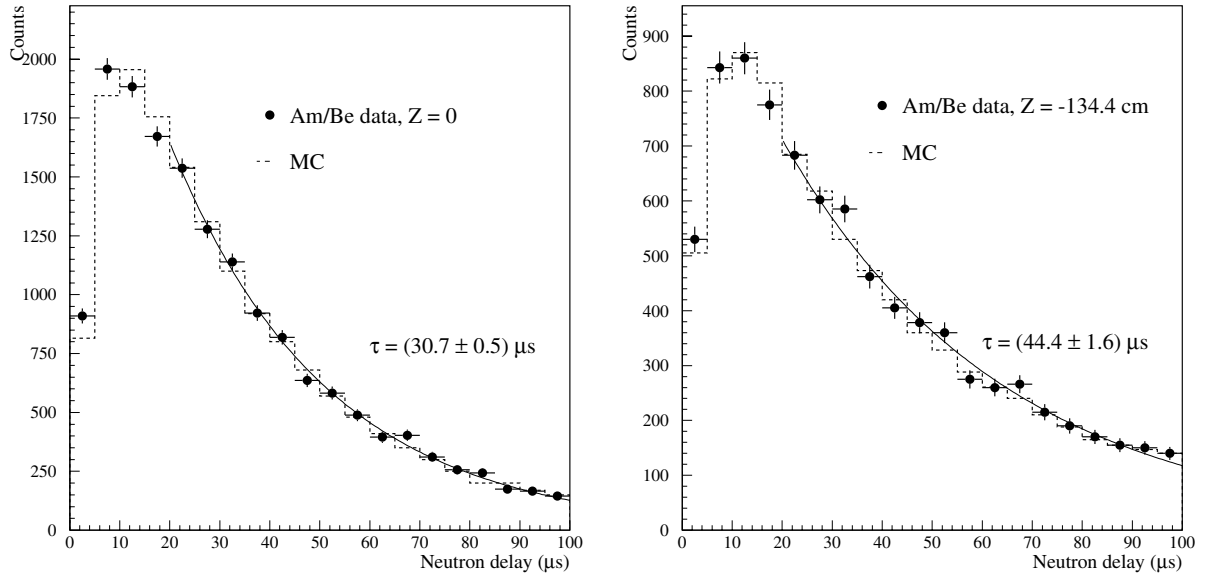 Counts
2000
1750
1500
1250
1000
750
500
250
0
Am/Be data, Z = 0
MC
τ = (30.7 ± 0.5) μs
0 10 20 30 40 50 60 70 80 90 100
Neutron delay (μs)
Counts
900
800
700
600
500
400
300
200
100
0
Am/Be data, Z = -134.4 cm
MC
τ = (44.4 ± 1.6) μs
0 10 20 30 40 50 60 70 80 90 100
Neutron delay (μs)